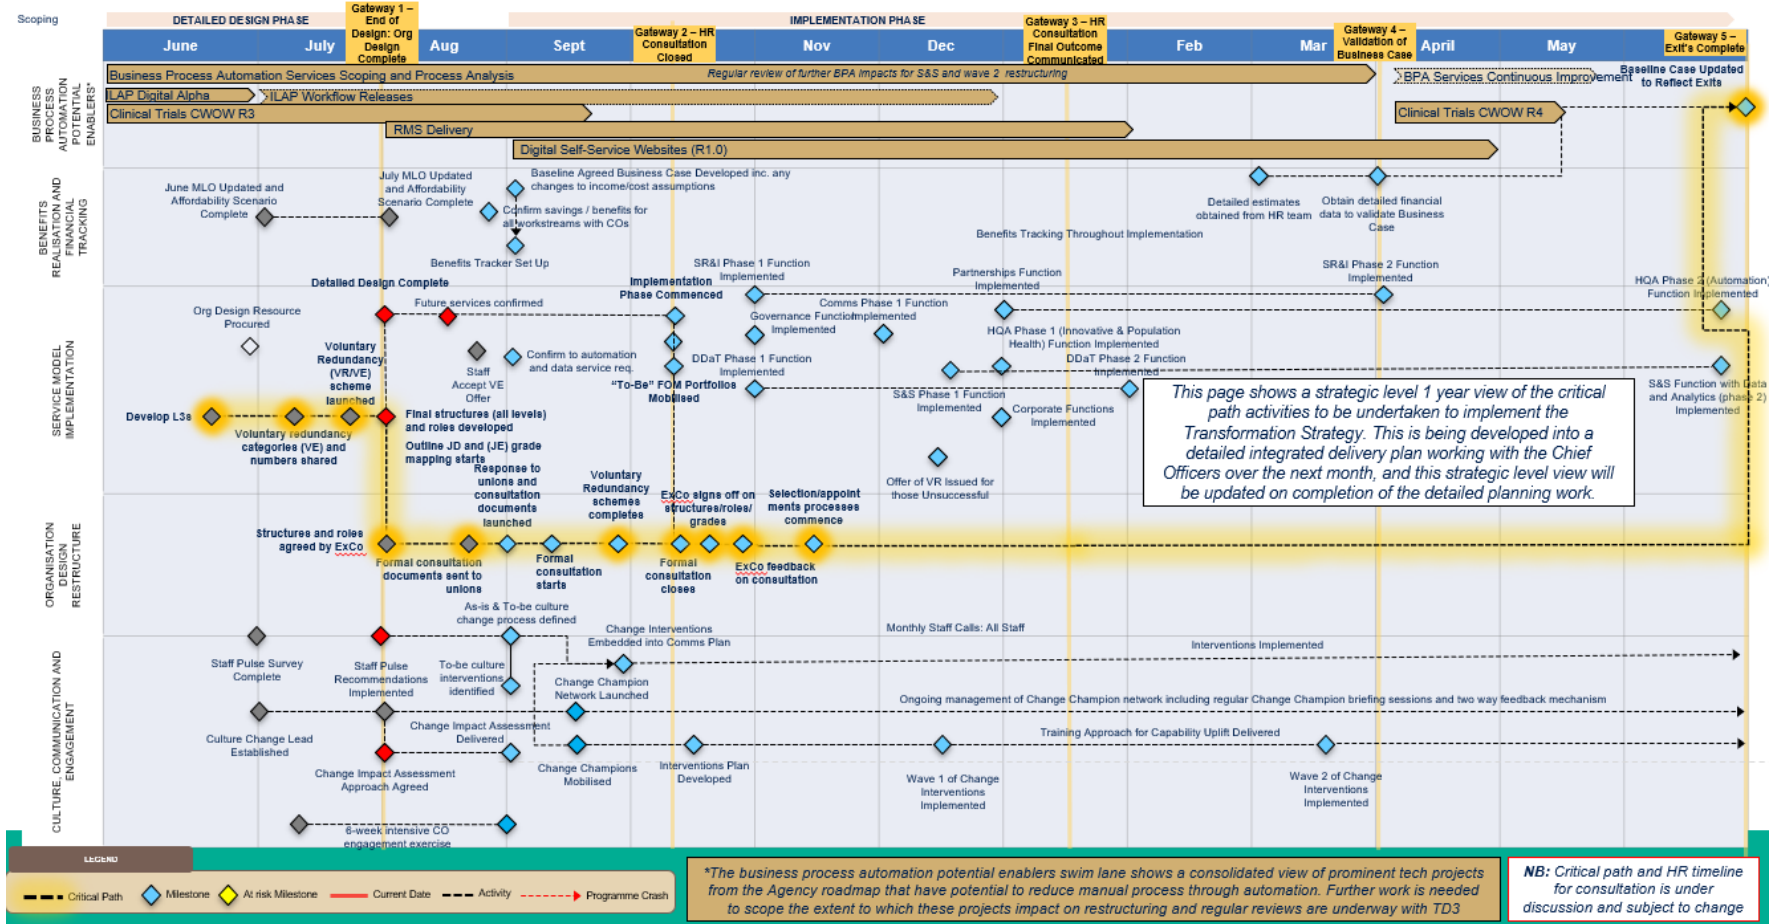 Scoping
DETAILED DESIGN PHASE
IMPLEMENTATION PHASE
Gateway 1 –
End of
Design: Org
Design
Complete
Gateway 2 – HR
Consultation
Closed
Gateway 3 – HR
Consultation
Final Outcome
Communicated
Gateway 4 –
Validation of
Business Case
Gateway 5 –
Exit's Complete
June
July
Aug
Sept
Nov
Dec
Feb
Mar
April
May
BUSINESS
PROCESS
AUTOMATION
POTENTIAL
ENABLERS*
Business Process Automation Services Scoping and Process Analysis
Regular review of further BPA impacts for S&S and wave 2 restructuring
BPA Services Continuous Improvement
Baseline Case Updated
to Reflect Exits
ILAP Digital Alpha
ILAP Workflow Releases
Clinical Trials CWOW R3
Clinical Trials CWOW R4
RMS Delivery
Digital Self-Service Websites (R1.0)
BENEFITS
REALISATION AND
FINANCIAL
TRACKING
June MLO Updated and
Affordability Scenario
Complete
July MLO Updated
and Affordability
Scenario Complete
Baseline Agreed Business Case Developed inc. any
changes to income/cost assumptions
Confirm savings / benefits for
all workstreams with COs
Benefits Tracker Set Up
Detailed estimates
obtained from HR team
Obtain detailed financial
data to validate Business
Case
Benefits Tracking Throughout Implementation
SERVICE MODEL
IMPLEMENTATION
Detailed Design Complete
Future services confirmed
Implementation
Phase Commenced
SR&I Phase 1 Function
Implemented
Partnerships Function
Implemented
SR&I Phase 2 Function
Implemented
HQA Phase 2 (Automation)
Function Implemented
Org Design Resource
Procured
Governance Function
Implemented
Comms Phase 1 Function
Implemented
HQA Phase 1 (Innovative & Population
Health) Function Implemented
Voluntary
Redundancy
(VR/VE)
scheme
launched
Staff
Accept VE
Offer
Confirm to automation
and data service req.
DDaT Phase 1 Function
Implemented
DDaT Phase 2 Function
Implemented
"To-Be" FOM Portfolios
Mobilised
S&S Phase 1 Function
Implemented
Corporate Functions
Implemented
S&S Function with Data
and Analytics (phase 2)
Implemented
Develop L3s
Voluntary redundancy
categories (VE) and
numbers shared
Final structures (all levels)
and roles developed
Outline JD and (JE) grade
mapping starts
Offer of VR Issued for
those Unsuccessful
This page shows a strategic level 1 year view of the critical
path activities to be undertaken to implement the
Transformation Strategy. This is being developed into a
detailed integrated delivery plan working with the Chief
Officers over the next month, and this strategic level view will
be updated on completion of the detailed planning work.
ORGANISATION
DESIGN
RESTRUCTURE
Structures and roles
agreed by ExCo
Formal consultation
documents sent to
unions
Response to
unions and
consultation
documents
launched
Formal
consultation
starts
Voluntary
Redundancy
schemes
completes
ExCo signs off on
structures/roles/
grades
Formal
consultation
closes
ExCo feedback
on consultation
Selection/appoint
ments processes
commence
CULTURE, COMMUNICATION AND
ENGAGEMENT
As-is & To-be culture
change process defined
Change Interventions
Embedded into Comms Plan
Monthly Staff Calls: All Staff
Interventions Implemented
Staff Pulse Survey
Complete
Staff Pulse
Recommendations
Implemented
To-be culture
interventions
identified
Change Champion
Network Launched
Ongoing management of Change Champion network including regular Change Champion briefing sessions and two way feedback mechanism
Culture Change Lead
Established
Change Impact Assessment
Delivered
Training Approach for Capability Uplift Delivered
Change Impact Assessment
Approach Agreed
Change Champions
Mobilised
Interventions Plan
Developed
Wave 1 of Change
Interventions
Implemented
Wave 2 of Change
Interventions
Implemented
6-week intensive CO
engagement exercise
LEGEND
Critical Path
Milestone
At risk Milestone
Current Date
Activity
Programme Crash
*The business process automation potential enablers swim lane shows a consolidated view of prominent tech projects
from the Agency roadmap that have potential to reduce manual process through automation. Further work is needed
to scope the extent to which these projects impact on restructuring and regular reviews are underway with TD3
NB: Critical path and HR timeline
for consultation is under
discussion and subject to change